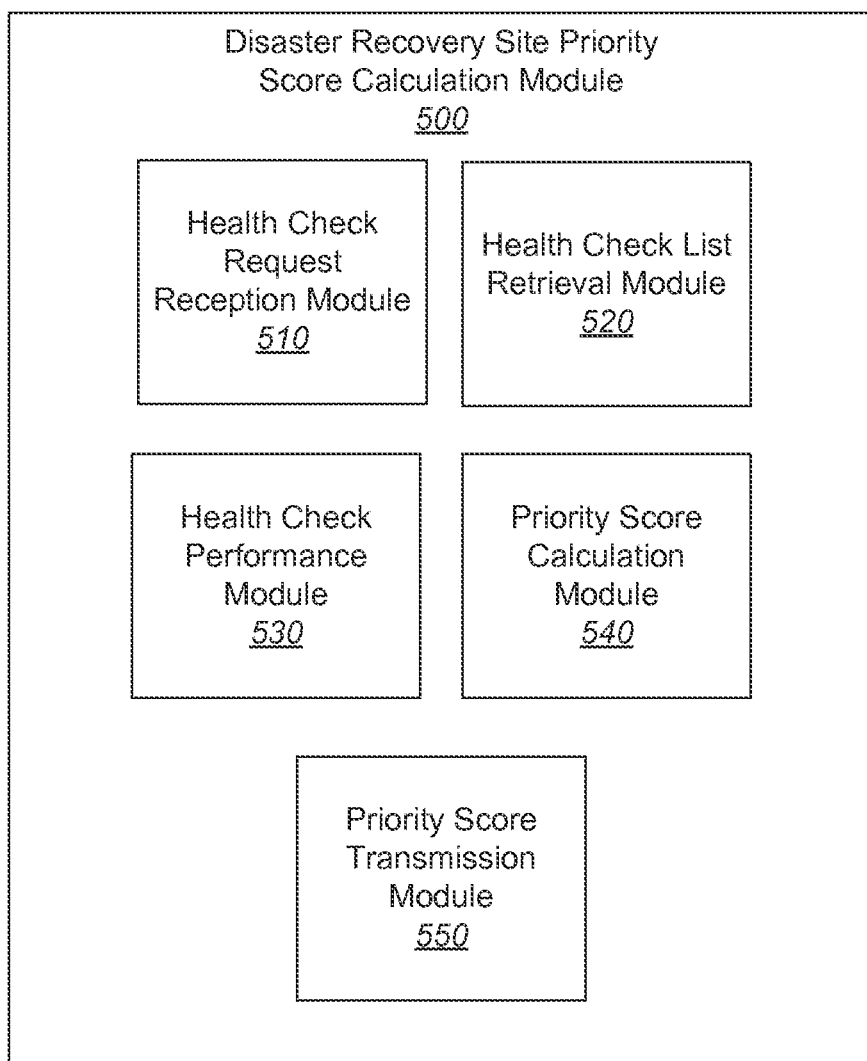 Disaster Recovery Site Priority
Score Calculation Module
500
Health Check
Request
Reception Module
510
Health Check List
Retrieval Module
520
Health Check
Performance
Module
530
Priority Score
Calculation
Module
540
Priority Score
Transmission
Module
550